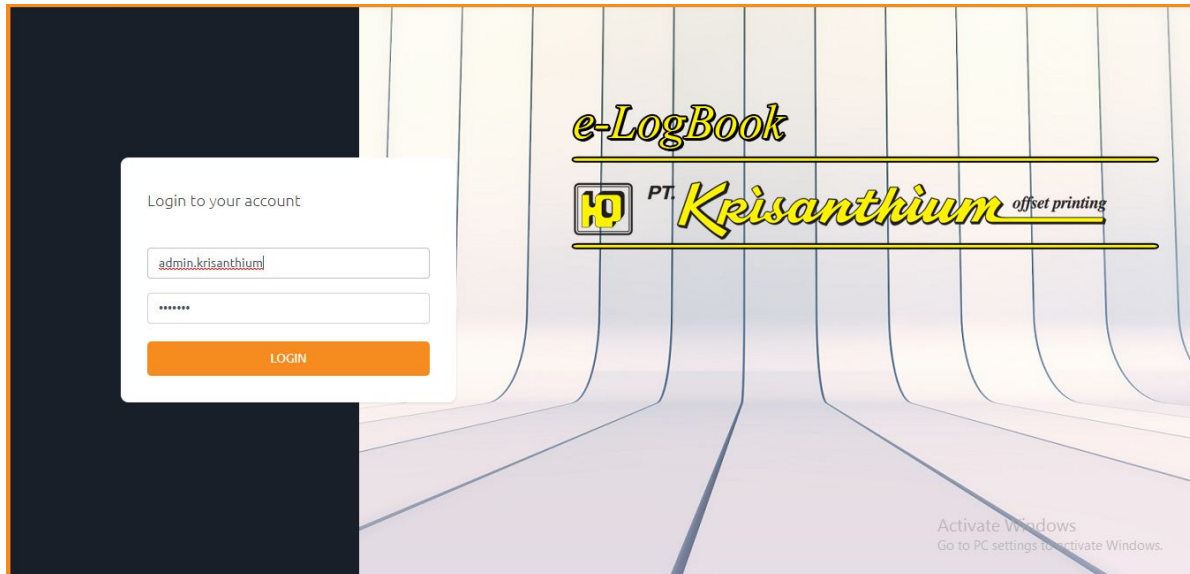 Login to your account
admin.krisanthium
•••••••
LOGIN
e-LogBook
PT. Krisanthium offset printing
Activate Windows
Go to PC settings to activate Windows.